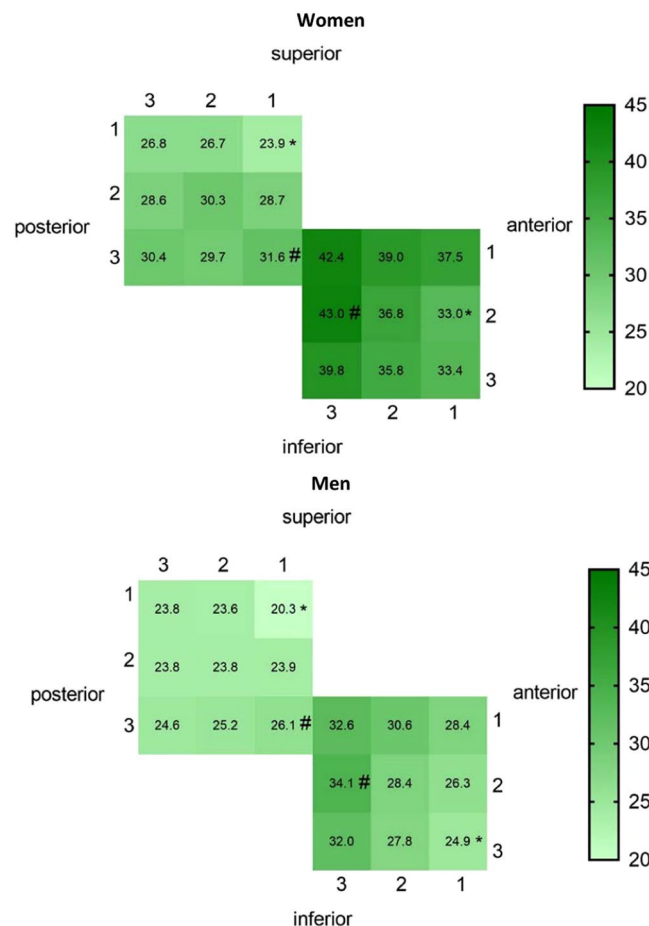 Women
superior
3 2 1
45
1 26.8 26.7 23.9 *
40
2 28.6 30.3 28.7
35
posterior
anterior
3 30.4 29.7 31.6 # 42.4 39.0 37.5 1
30
43.0 # 36.8 33.0 * 2
25
39.8 35.8 33.4 3
20
3 2 1
inferior
Men
superior
3 2 1
45
1 23.8 23.6 20.3 *
40
2 23.8 23.8 23.9
35
posterior
anterior
3 24.6 25.2 26.1 # 32.6 30.6 28.4 1
30
34.1 # 28.4 26.3 2
25
32.0 27.8 24.9 * 3
20
3 2 1
inferior